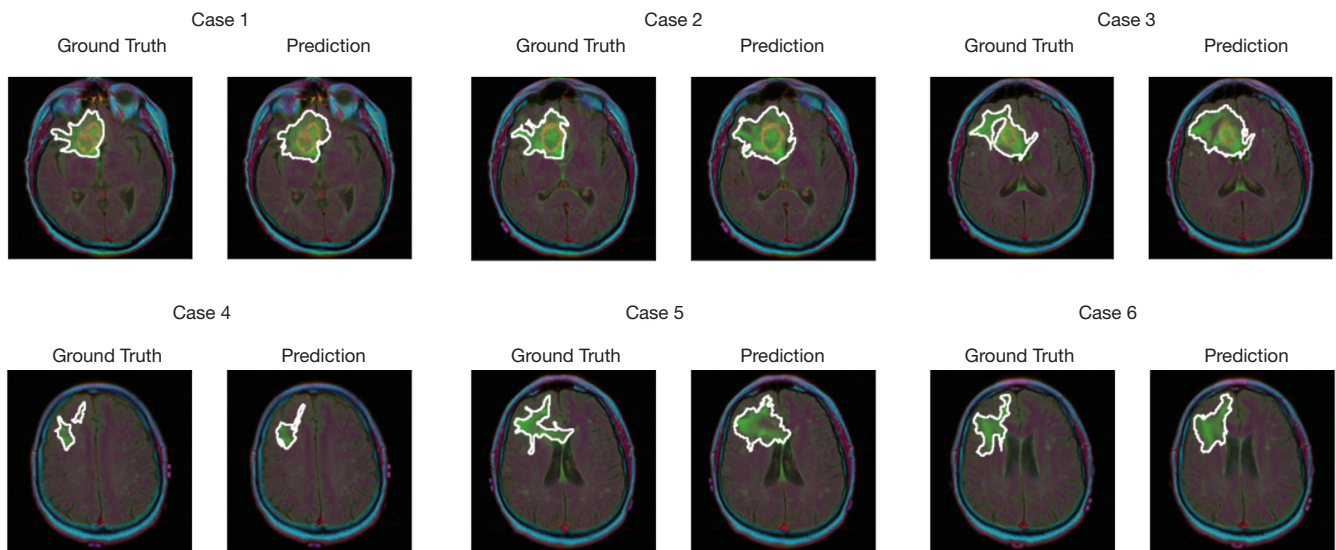 Case 1
Case 2
Case 3
Ground Truth
Prediction
Ground Truth
Prediction
Ground Truth
Prediction
Case 4
Case 5
Case 6
Ground Truth
Prediction
Ground Truth
Prediction
Ground Truth
Prediction